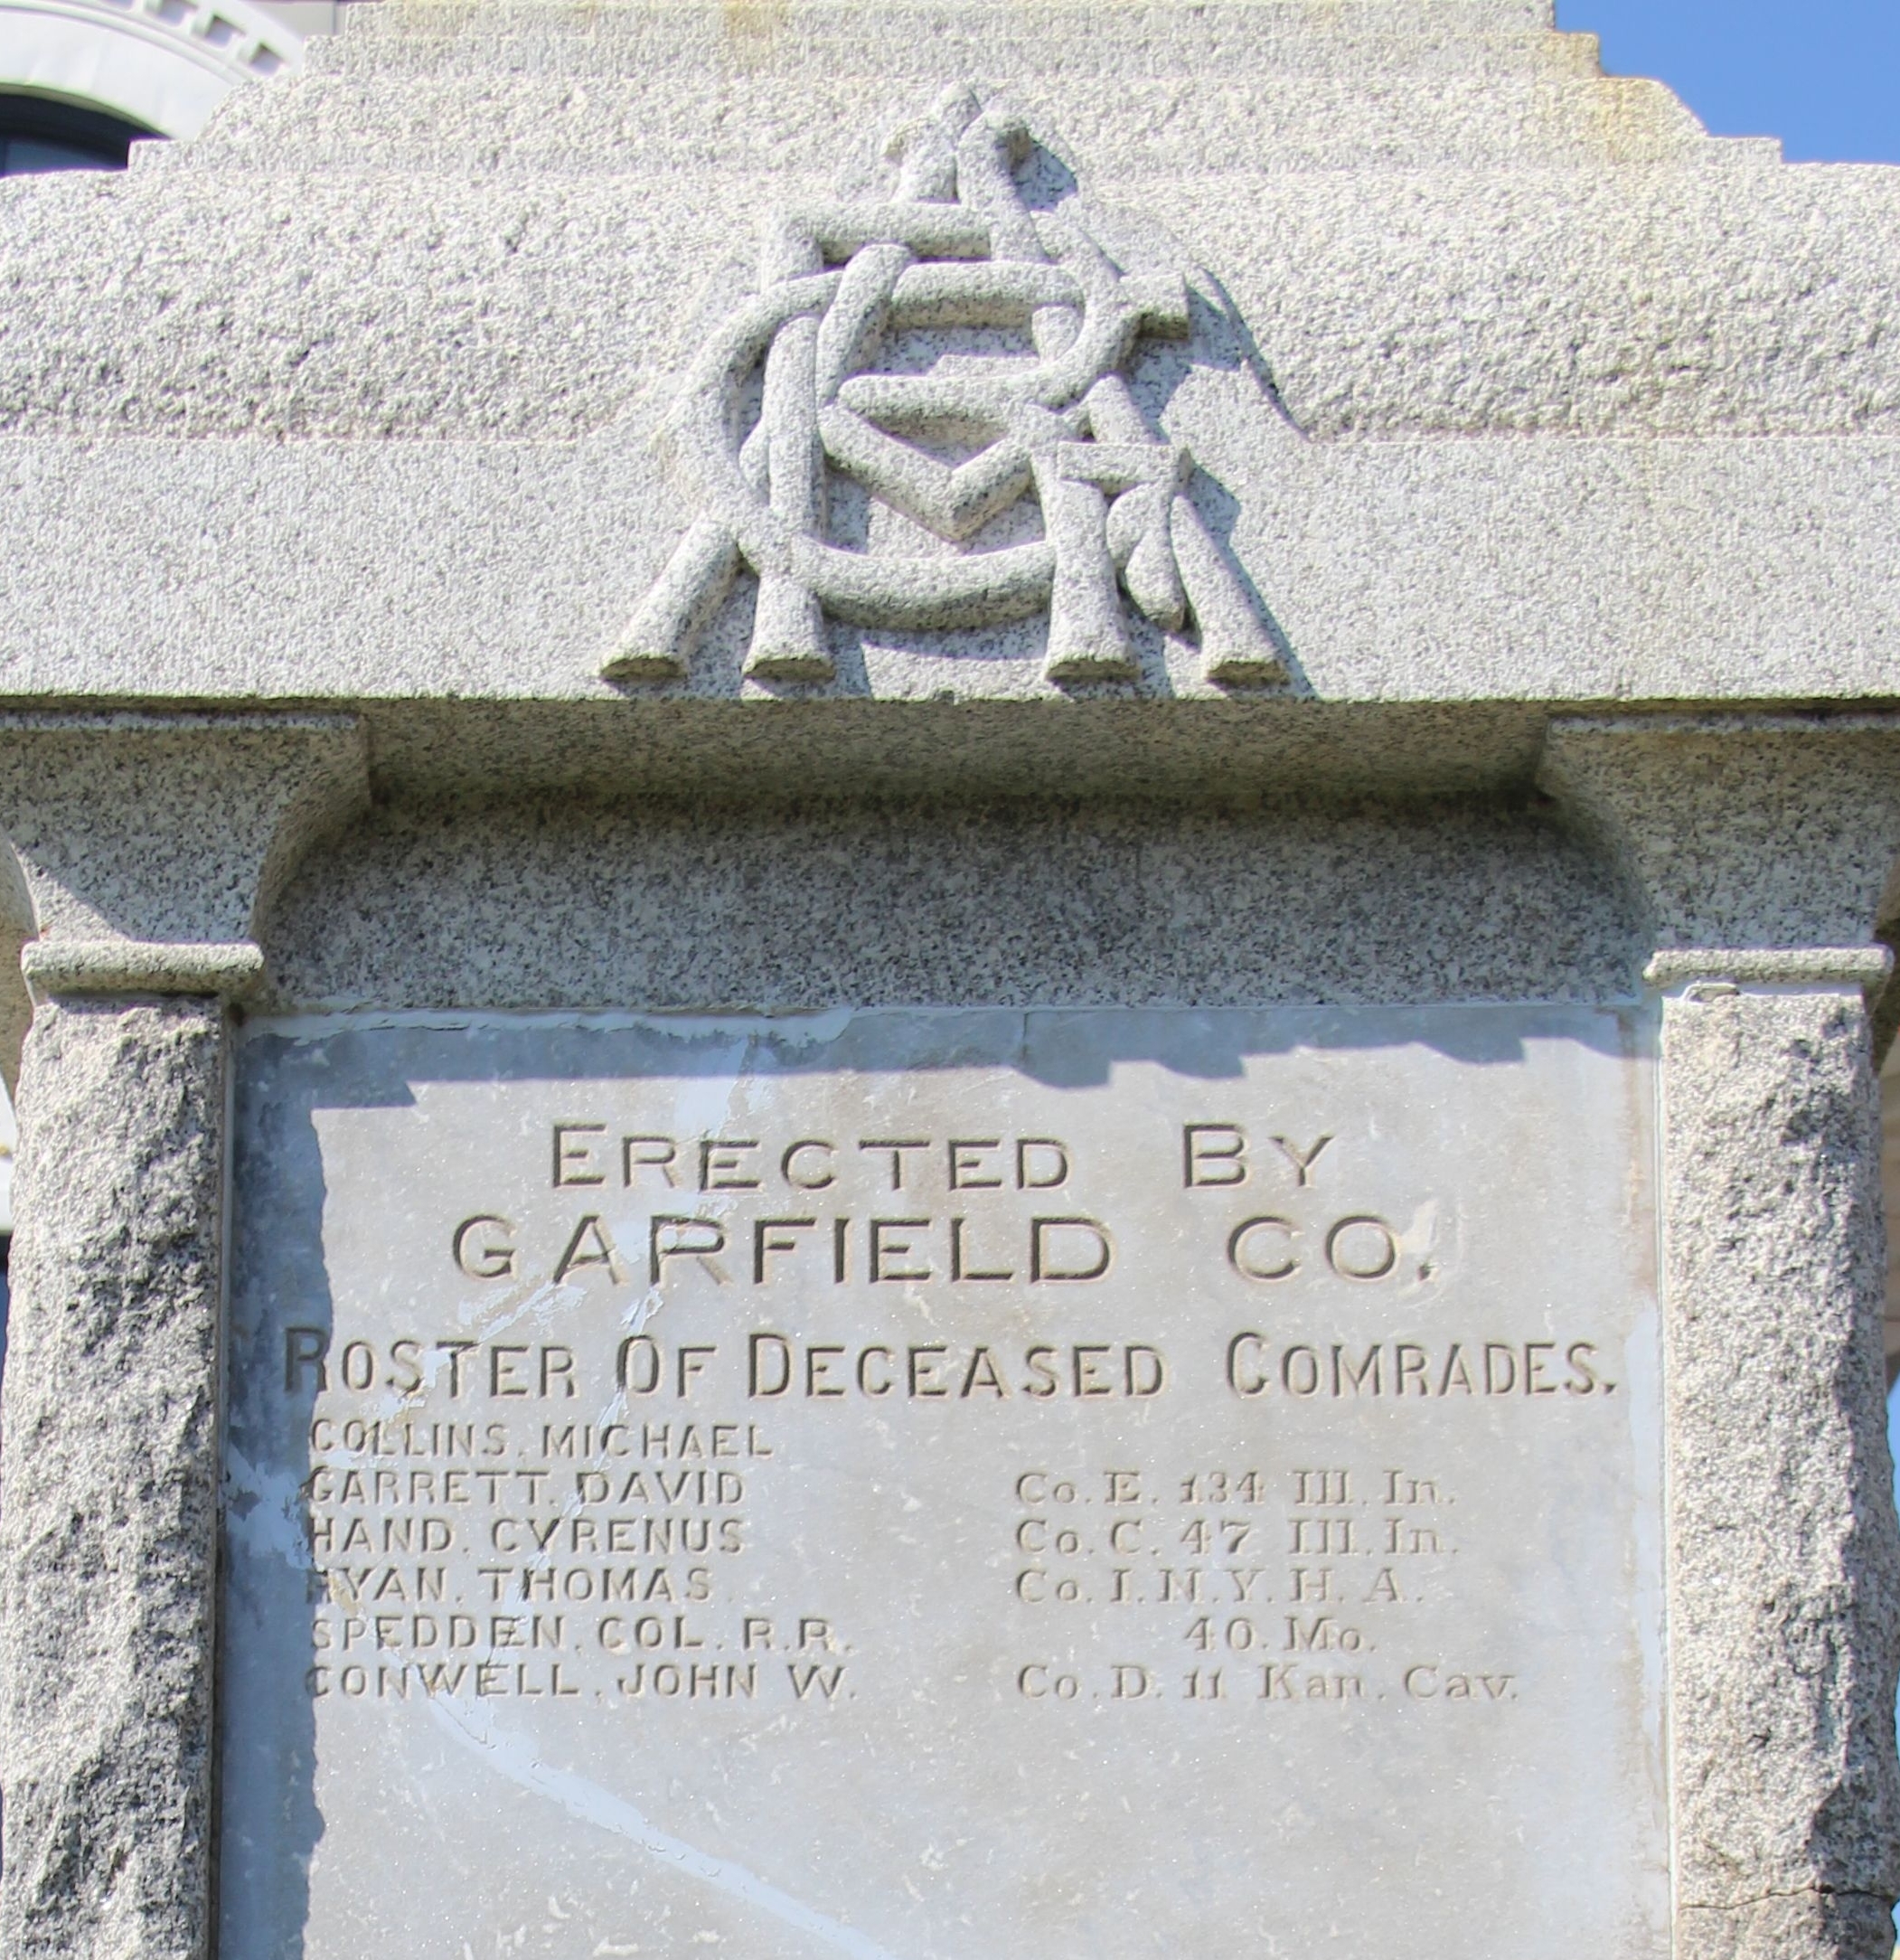 GAR
ERECTED BY
GARFIELD CO.
ROSTER OF DECEASED COMRADES.
COLLINS, MICHAEL
GARRETT, DAVID Co. E. 134 Ill. In.
HAND, CYRENUS Co. C. 47 Ill. In.
RYAN, THOMAS. Co. I. N. Y. H. A.
SPEDDEN, COL. R. R. 40. Mo.
CONWELL, JOHN W. Co. D. 11 Kan. Cav.